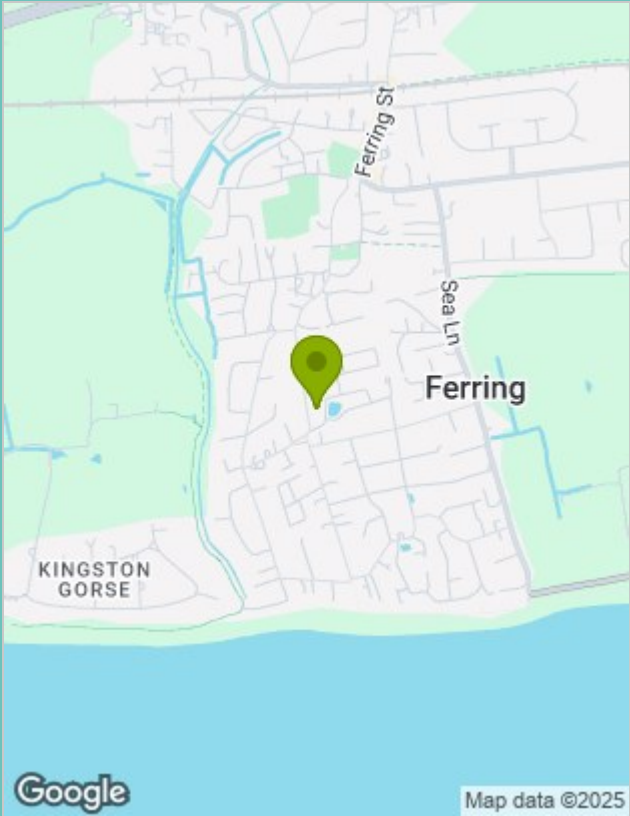 Ferring St
Sea Ln
Ferring
KINGSTON
GORSE
Google
Map data ©2025